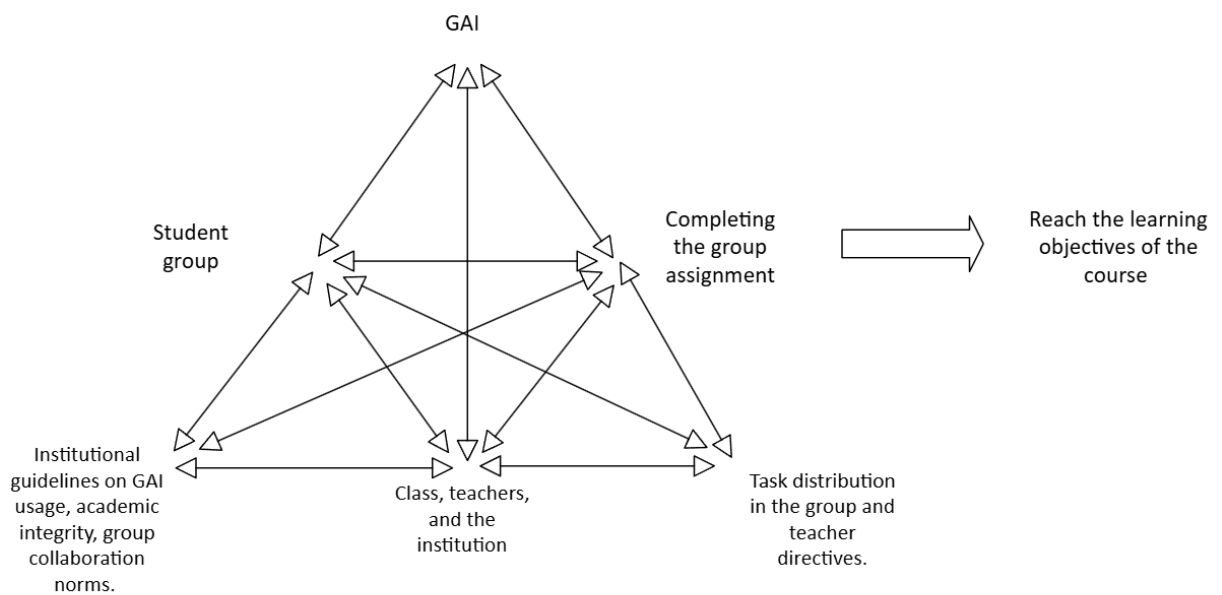 GAI
Student
group
Completing
the group
assignment
Reach the learning
objectives of the
course
Institutional
guidelines on GAI
usage, academic
integrity, group
collaboration
norms.
Class, teachers,
and the
institution
Task distribution
in the group and
teacher
directives.